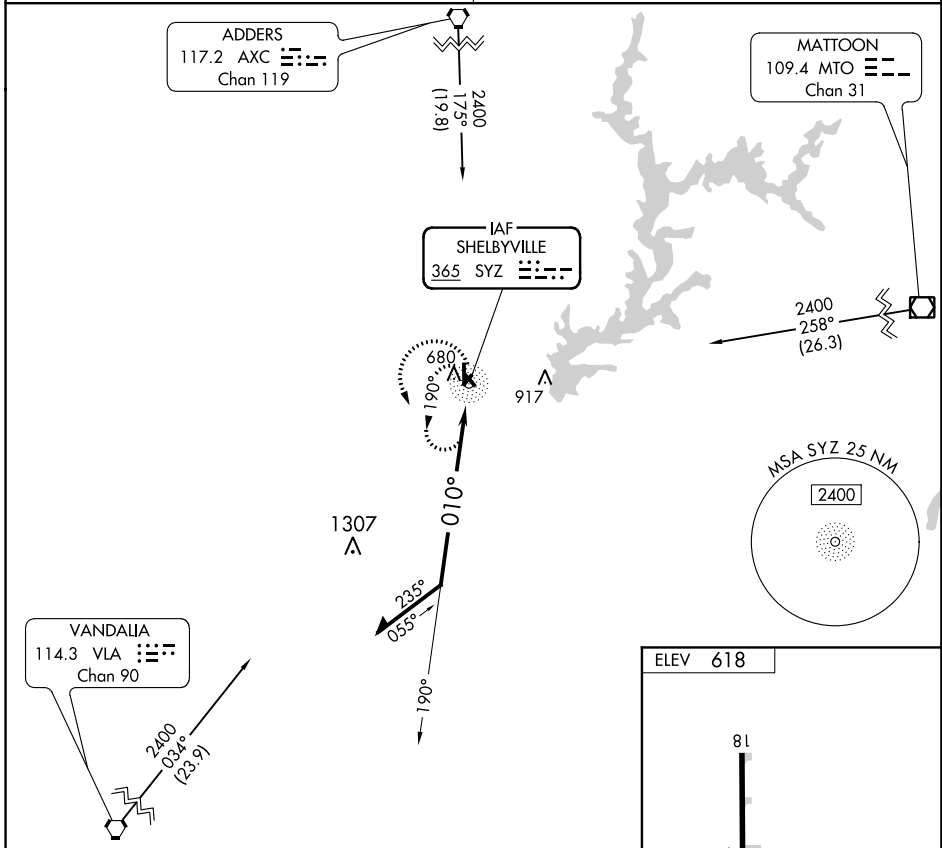 ADDERS
117.2 AXC
Chan 119
2400
175°
(19.8)
MATTOON
109.4 MTO
Chan 31
IAF
SHELBYVILLE
365 SYZ
2400
258°
(26.3)
680
917
190°
010°
1307
MSA SYZ 25 NM
2400
235°
055°
190°
VANDALIA
114.3 VLA
Chan 90
2400
034°
(23.9)
ELEV 618
18